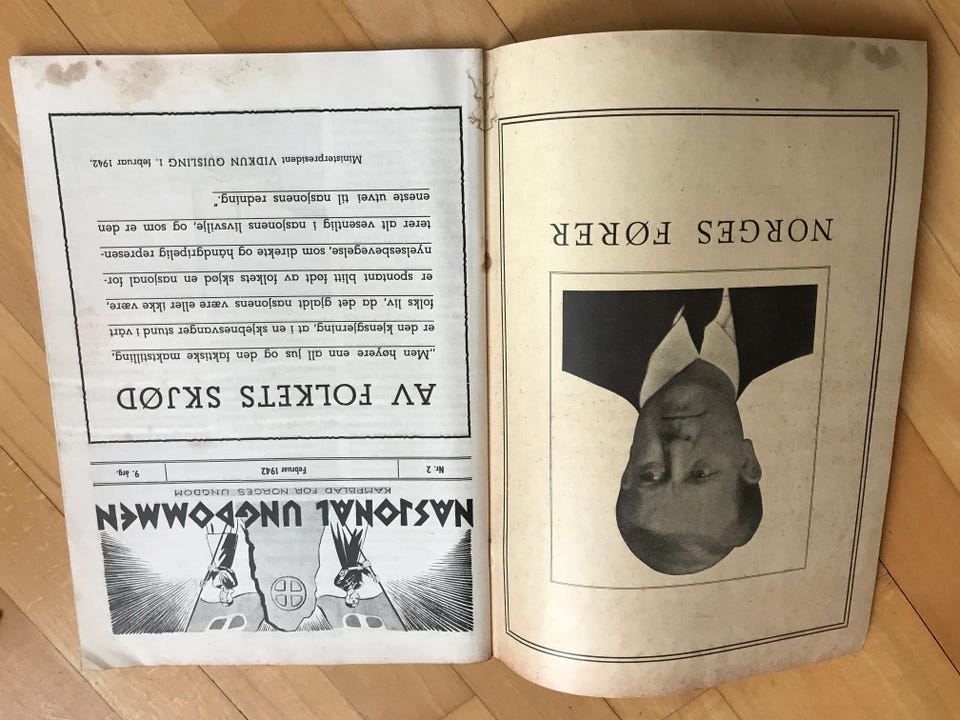 NORGES FØRER
NASJONAL UNGDOMMEN
KAMPBLAD FOR NORGES UNGDOM
Nr. 2 Februar 1942 9. årg.
AV FOLKETS SKJØD
„Men høyere enn all jus og den faktiske maktstilling,
er den kjensgjerning, at i en skjebnesvanger stund i vårt
folks liv, da det gjaldt nasjonens være eller ikke være,
er spontant blitt født av folkets skjød en nasjonal for-
nyelsesbevegelse, som direkte og håndgripelig represen-
terer alt vesentlig i nasjonens livsvilje, og som er den
eneste utvei til nasjonens redning."
Ministerpresident VIDKUN QUISLING 1. februar 1942.